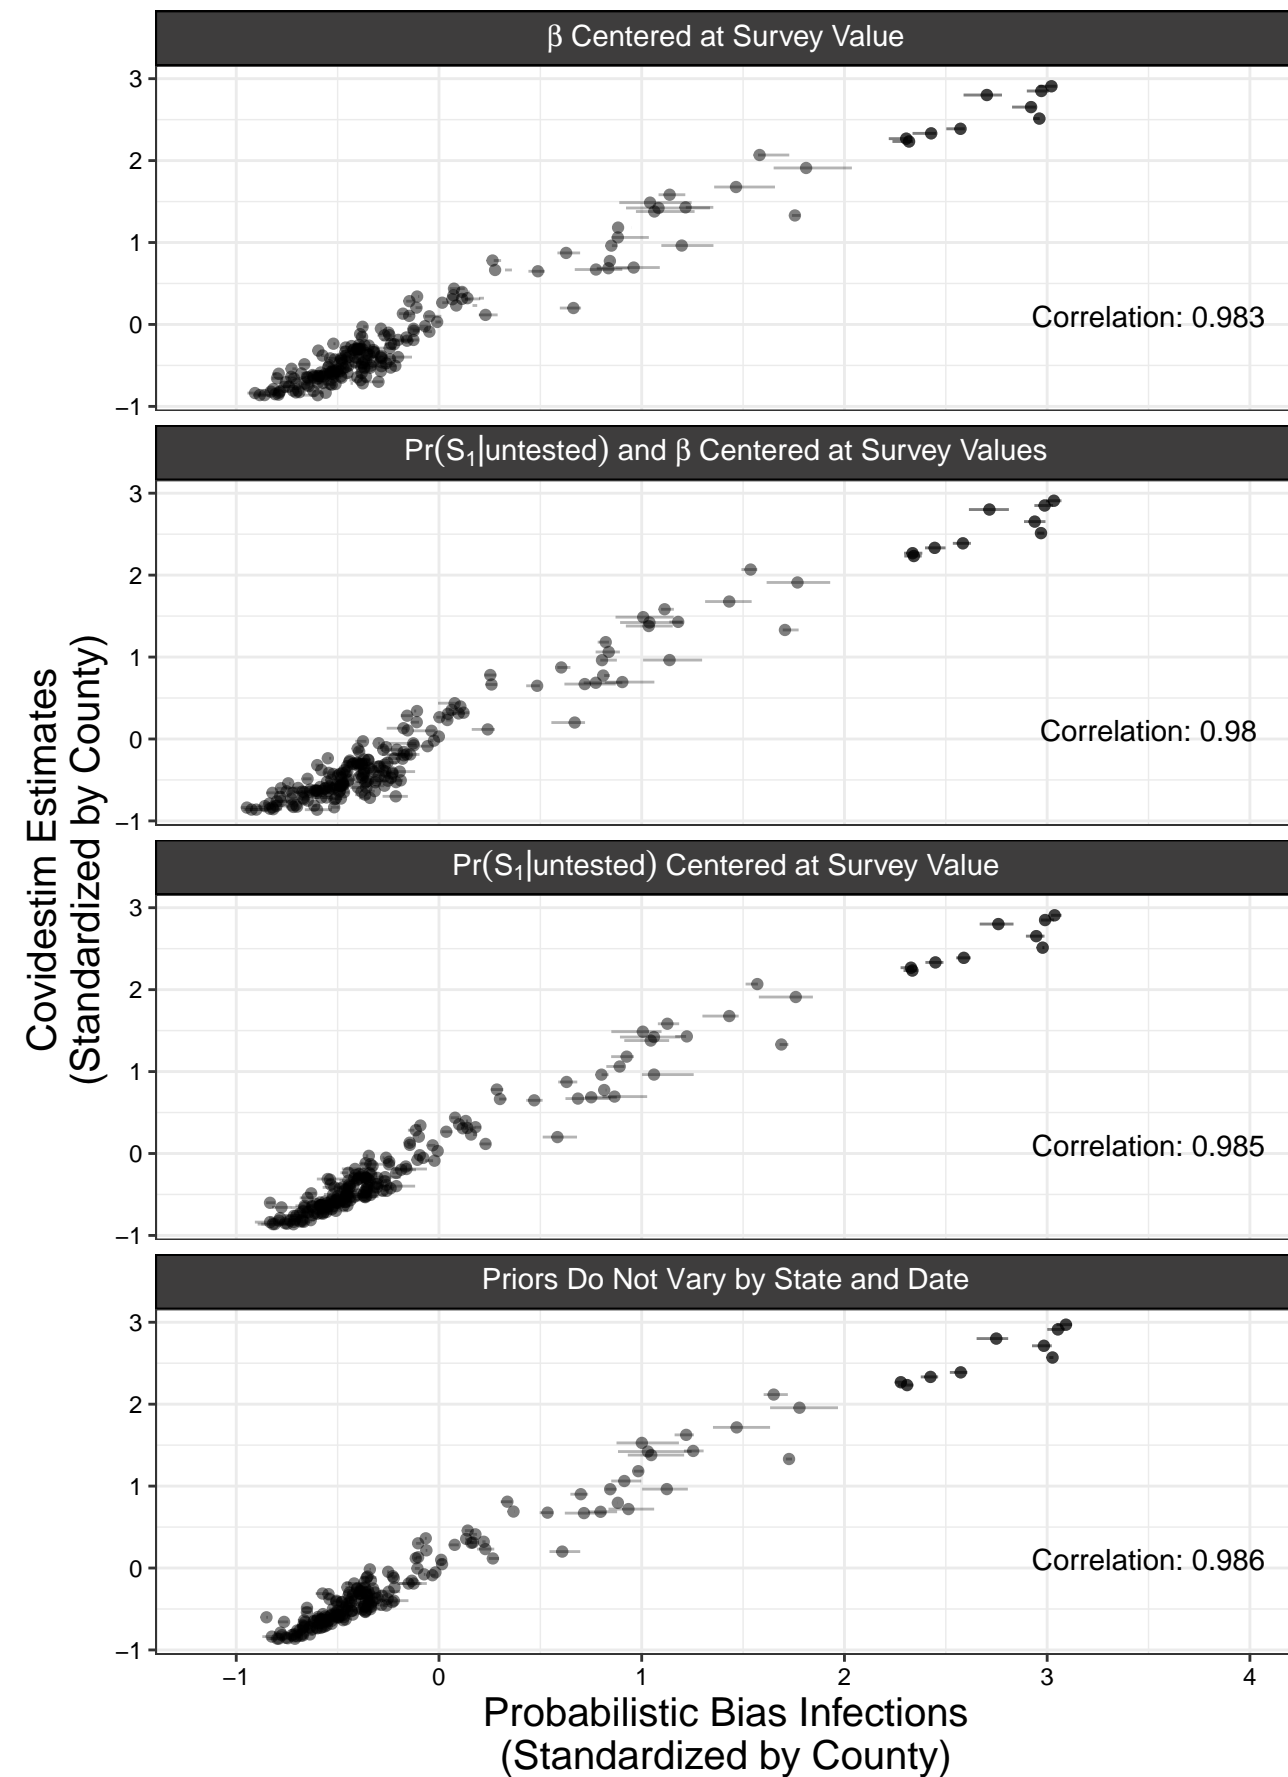 β Centered at Survey Value
3
2
1
0
−1
Correlation: 0.983
Pr(S₁|untested) and β Centered at Survey Values
3
2
1
0
−1
Correlation: 0.98
Covidestim Estimates
(Standardized by County)
Pr(S₁|untested) Centered at Survey Value
3
2
1
0
−1
Correlation: 0.985
Priors Do Not Vary by State and Date
3
2
1
0
−1
Correlation: 0.986
−1 0 1 2 3 4
Probabilistic Bias Infections
(Standardized by County)